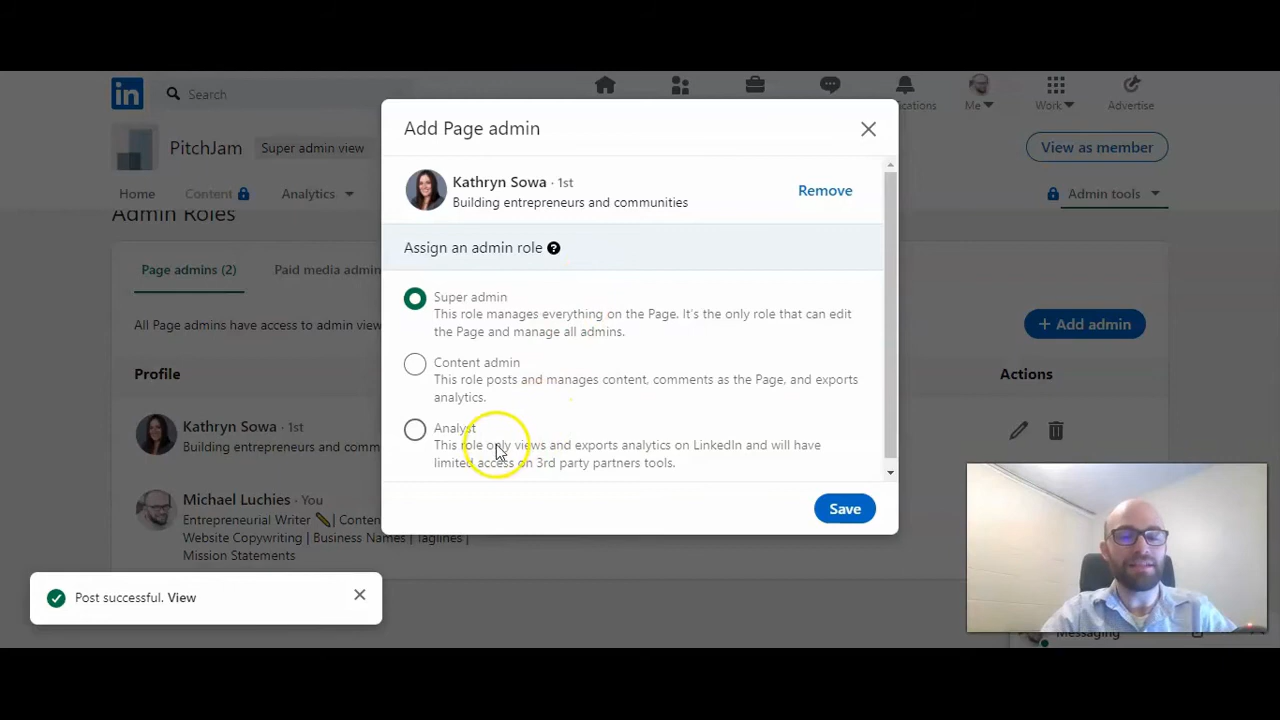 in
Search
Me
Work
Advertise
PitchJam
Super admin view
View as member
Home
Content
Analytics
Admin tools
Admin Roles
Page admins (2)
Paid media admin
All Page admins have access to admin view
+ Add admin
Profile
Actions
Kathryn Sowa · 1st
Building entrepreneurs and
Michael Luchies · You
Entrepreneurial Writer ✏️| Conten
Website Copywriting | Business Names | Taglines |
Mission Statements
Add Page admin
Kathryn Sowa · 1st
Building entrepreneurs and communities
Remove
Assign an admin role
Super admin
This role manages everything on the Page. It's the only role that can edit
the Page and manage all admins.
Content admin
This role posts and manages content, comments as the Page, and exports
analytics.
Analyst
This role only views and exports analytics on LinkedIn and will have
limited access on 3rd party partners tools.
Save
Post successful. View
Messaging